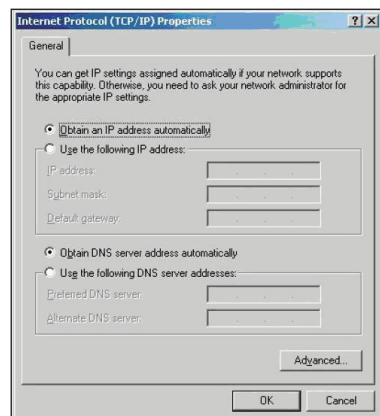 Internet Protocol (TCP/IP) Properties
? X
General
You can get IP settings assigned automatically if your network supports
this capability. Otherwise, you need to ask your network administrator for
the appropriate IP settings.
Obtain an IP address automatically
Use the following IP address:
IP address:
Subnet mask:
Default gateway:
Obtain DNS server address automatically
Use the following DNS server addresses:
Preferred DNS server:
Alternate DNS server:
Advanced...
OK Cancel